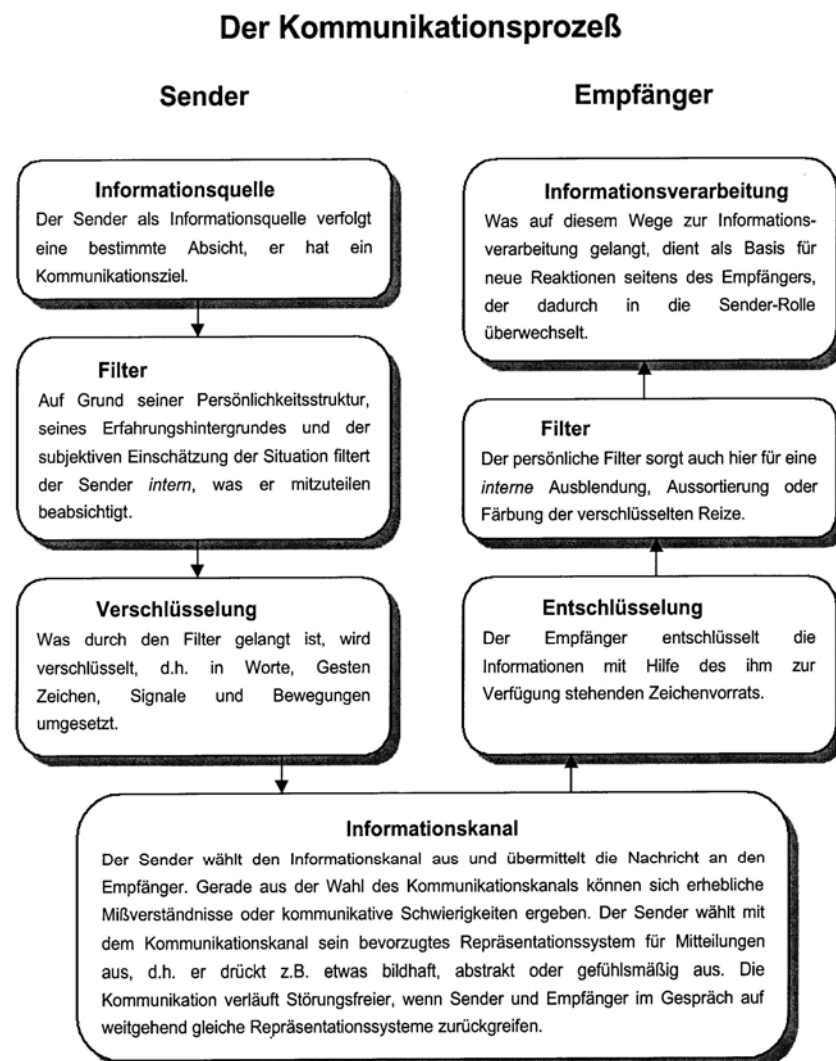 Der Kommunikationsprozeß
Sender
Informationsquelle
Der Sender als Informationsquelle verfolgt
eine bestimmte Absicht, er hat ein
Kommunikationsziel.
Filter
Auf Grund seiner Persönlichkeitsstruktur,
seines Erfahrungshintergrundes und der
subjektiven Einschätzung der Situation filtert
der Sender intern, was er mitzuteilen
beabsichtigt.
Verschlüsselung
Was durch den Filter gelangt ist, wird
verschlüsselt, d.h. in Worte, Gesten
Zeichen, Signale und Bewegungen
umgesetzt.
Informationskanal
Der Sender wählt den Informationskanal aus und übermittelt die Nachricht an den
Empfänger. Gerade aus der Wahl des Kommunikationskanals können sich erhebliche
Mißverständnisse oder kommunikative Schwierigkeiten ergeben. Der Sender wählt mit
dem Kommunikationskanal sein bevorzugtes Repräsentationssystem für Mitteilungen
aus, d.h. er drückt z.B. etwas bildhaft, abstrakt oder gefühlsmäßig aus. Die
Kommunikation verläuft Störungsfreier, wenn Sender und Empfänger im Gespräch auf
weitgehend gleiche Repräsentationssysteme zurückgreifen.
Empfänger
Informationsverarbeitung
Was auf diesem Wege zur Informations-
verarbeitung gelangt, dient als Basis für
neue Reaktionen seitens des Empfängers,
der dadurch in die Sender-Rolle
überwechselt.
Filter
Der persönliche Filter sorgt auch hier für eine
interne Ausblendung, Aussortierung oder
Färbung der verschlüsselten Reize.
Entschlüsselung
Der Empfänger entschlüsselt die
Informationen mit Hilfe des ihm zur
Verfügung stehenden Zeichenvorrats.